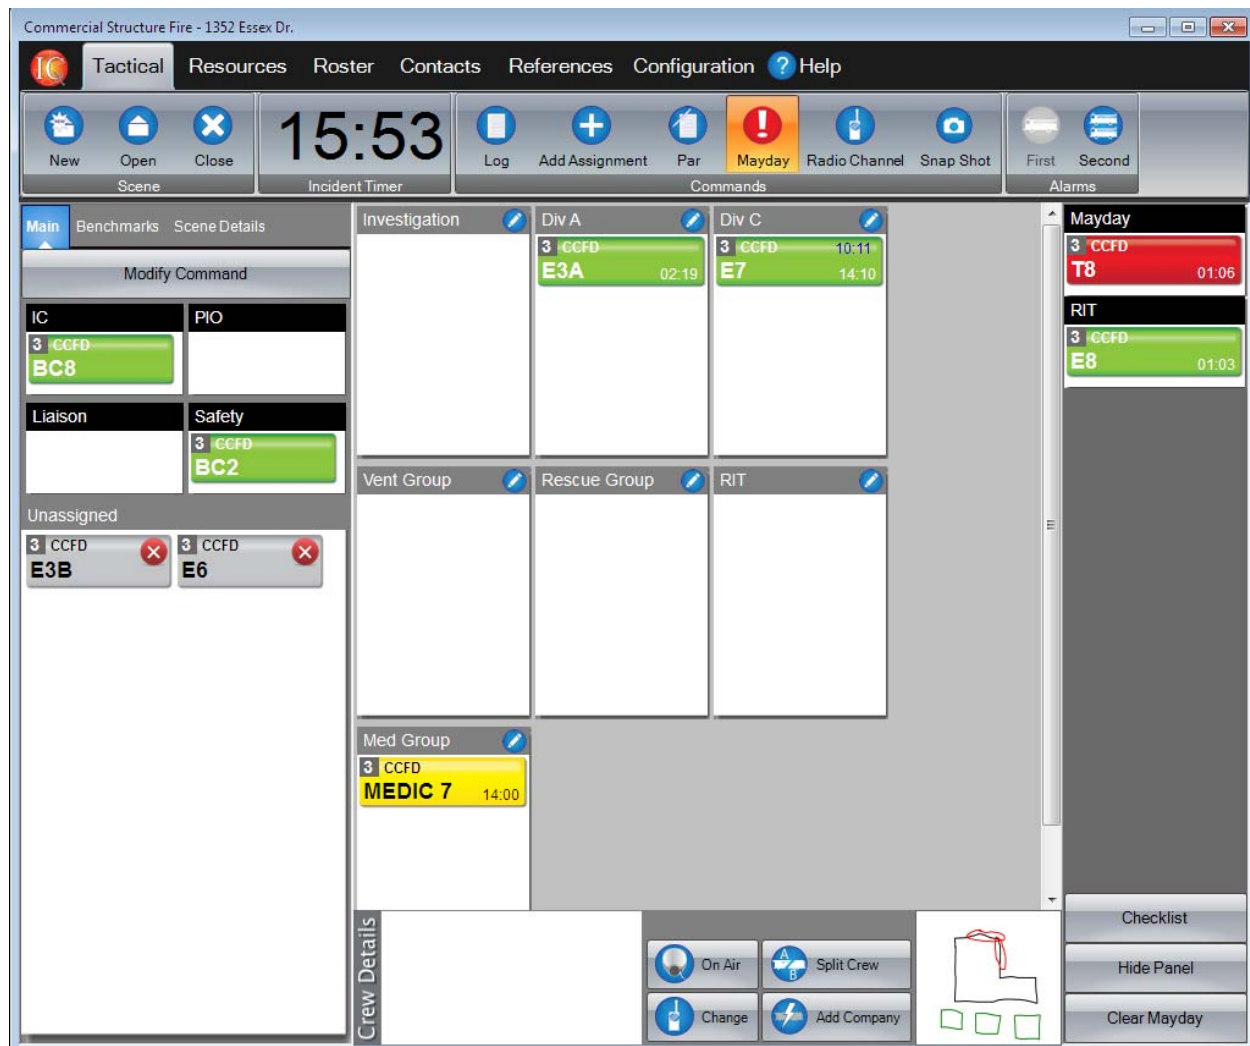 Commercial Structure Fire - 1352 Essex Dr.
IC Tactical Resources Roster Contacts References Configuration ? Help
15:53
New Open Close Log Add Assignment Par Mayday Radio Channel Snap Shot First Second
Scene Incident Timer Commands Alarms
Main Benchmarks Scene Details
Modify Command
IC PIO
3 CCFD
BC8
Liaison Safety
3 CCFD
BC2
Unassigned
3 CCFD 3 CCFD
E3B E6
Investigation Div A Div C
3 CCFD 3 CCFD 10:11
E3A 02:19 E7 14:10
Vent Group Rescue Group RIT
Med Group
3 CCFD
MEDIC 7 14:00
Mayday
3 CCFD
T8 01:06
RIT
3 CCFD
E8 01:03
Crew Details
On Air A B Split Crew
Change Add Company
Checklist
Hide Panel
Clear Mayday